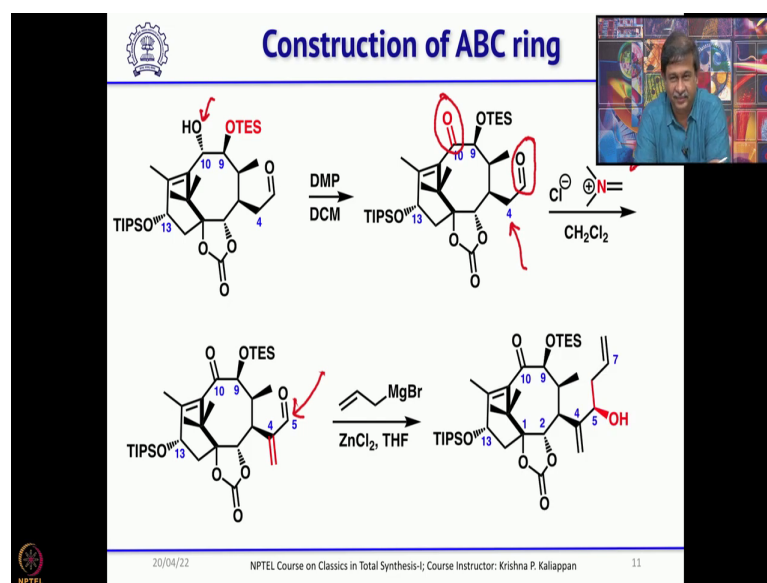 Construction of ABC ring
HO
OTES
10
9
O
4
TIPSO
13
O
O
O
DMP
DCM
O
OTES
10
9
O
4
TIPSO
13
O
O
O
Cl⊖
⊕N
CH2Cl2
O
OTES
10
9
O
4
5
TIPSO
13
O
O
O
MgBr
ZnCl2, THF
O
OTES
10
9
7
4
5
OH
1
2
TIPSO
13
O
O
O
20/04/22
NPTEL Course on Classics in Total Synthesis-I; Course Instructor: Krishna P. Kaliappan
11
NPTEL